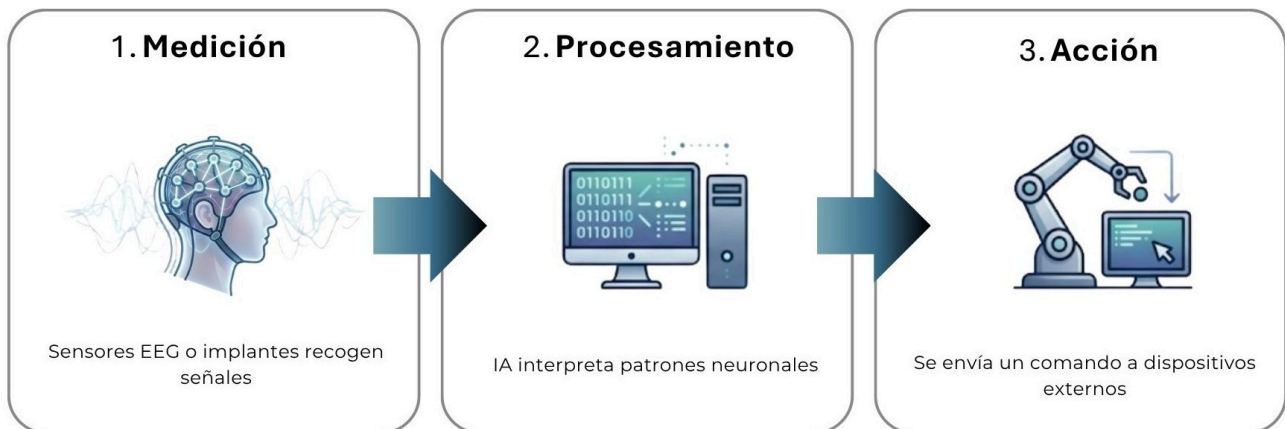 1. Medición
2. Procesamiento
3. Acción
0110111
0110111
0110110
0110110
Sensores EEG o implantes recogen
señales
IA interpreta patrones neuronales
Se envía un comando a dispositivos
externos